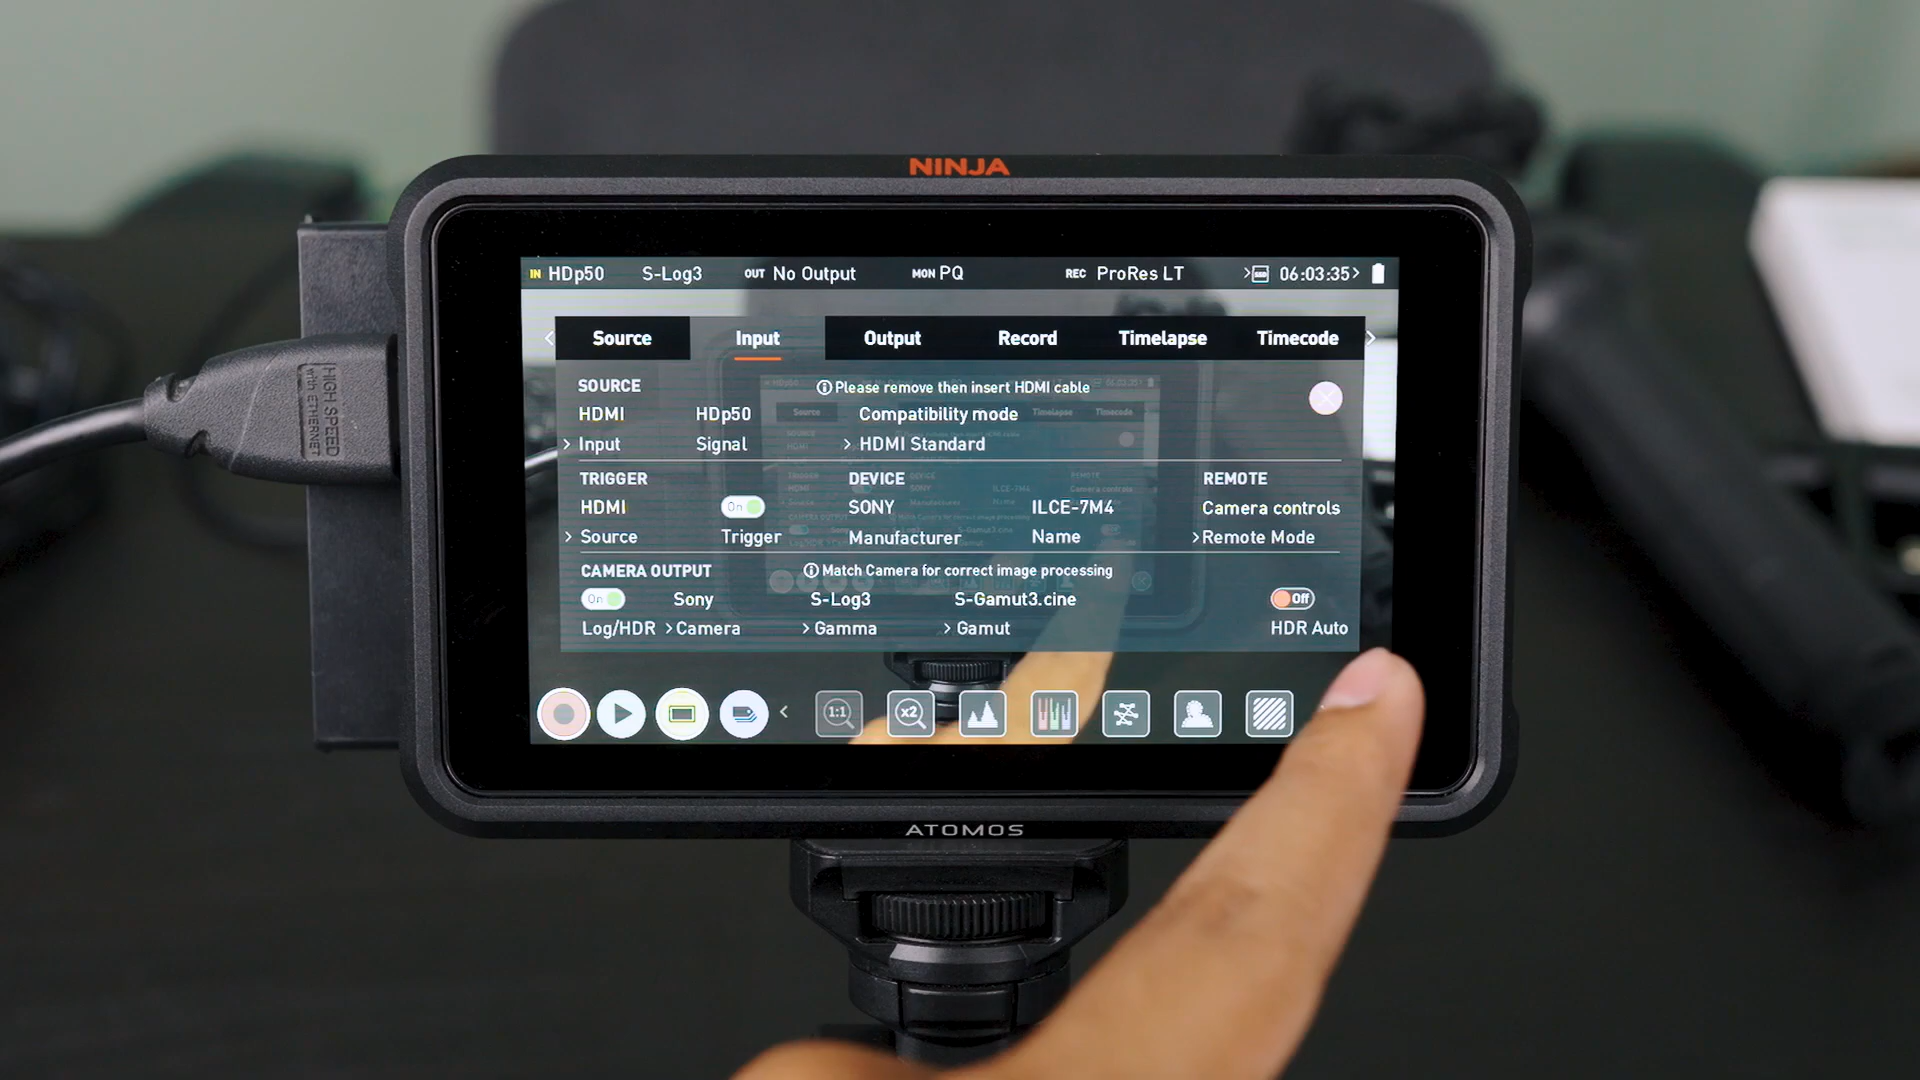 NINJA
IN HDp50 S-Log3 OUT No Output MON PQ REC ProRes LT 06:03:35
Source Input Output Record Timelapse Timecode
SOURCE Please remove then insert HDMI cable
HDMI HDp50 Compatibility mode
Input Signal HDMI Standard
TRIGGER DEVICE REMOTE
HDMI On SONY ILCE-7M4 Camera controls
Source Trigger Manufacturer Name Remote Mode
CAMERA OUTPUT Match Camera for correct image processing
On Sony S-Log3 S-Gamut3.cine Off
Log/HDR Camera Gamma Gamut HDR Auto
1:1 x2
ATOMOS
HIGH SPEED
with ETHERNET